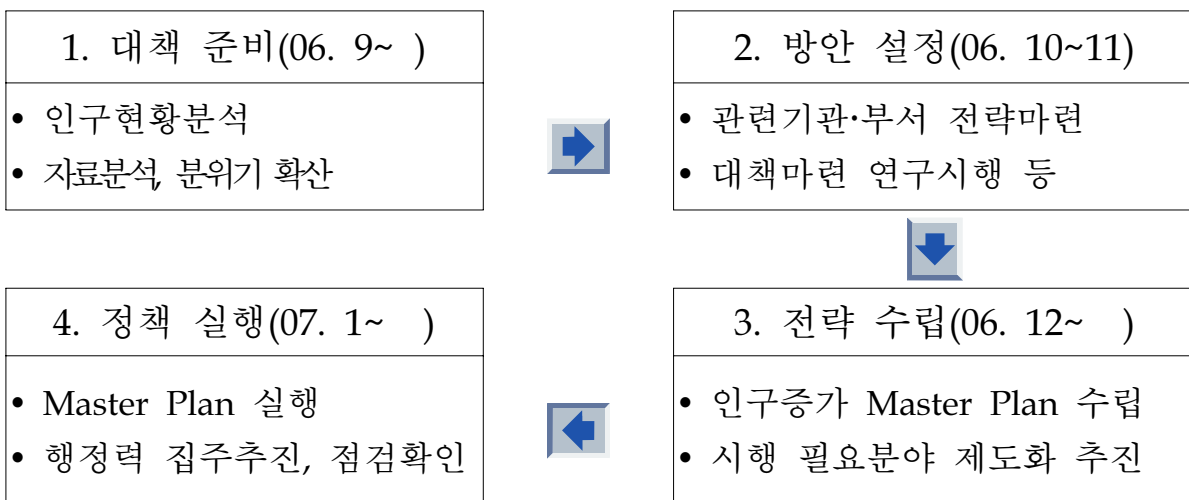 1. 대책 준비(06. 9~ )
• 인구현황분석
• 자료분석, 분위기 확산
2. 방안 설정(06. 10~11)
• 관련기관·부서 전략마련
• 대책마련 연구시행 등
3. 전략 수립(06. 12~ )
• 인구증가 Master Plan 수립
• 시행 필요분야 제도화 추진
4. 정책 실행(07. 1~ )
• Master Plan 실행
• 행정력 집주추진, 점검확인